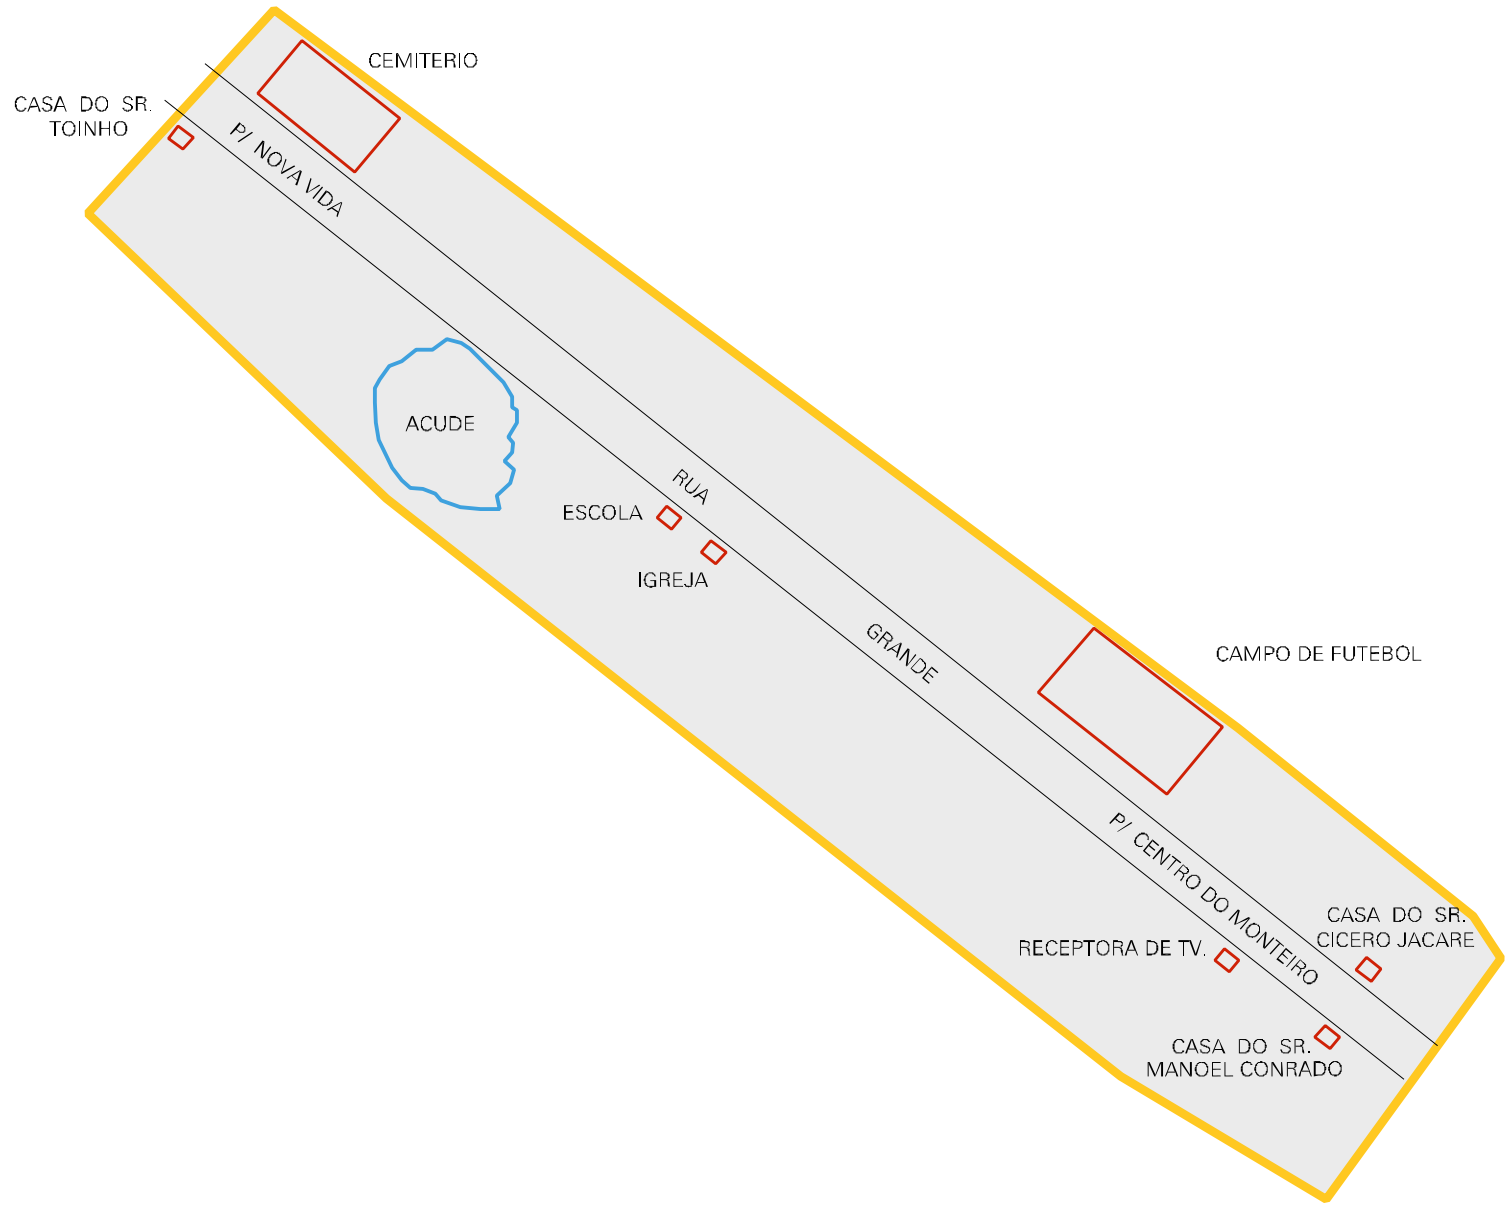 CEMITERIO
CASA DO SR.
TOINHO
P/ NOVA VIDA
ACUDE
RUA
ESCOLA
IGREJA
GRANDE
CAMPO DE FUTEBOL
P/ CENTRO DO MONTEIRO
CASA DO SR.
CICERO JACARE
RECEPTORA DE TV.
CASA DO SR.
MANOEL CONRADO